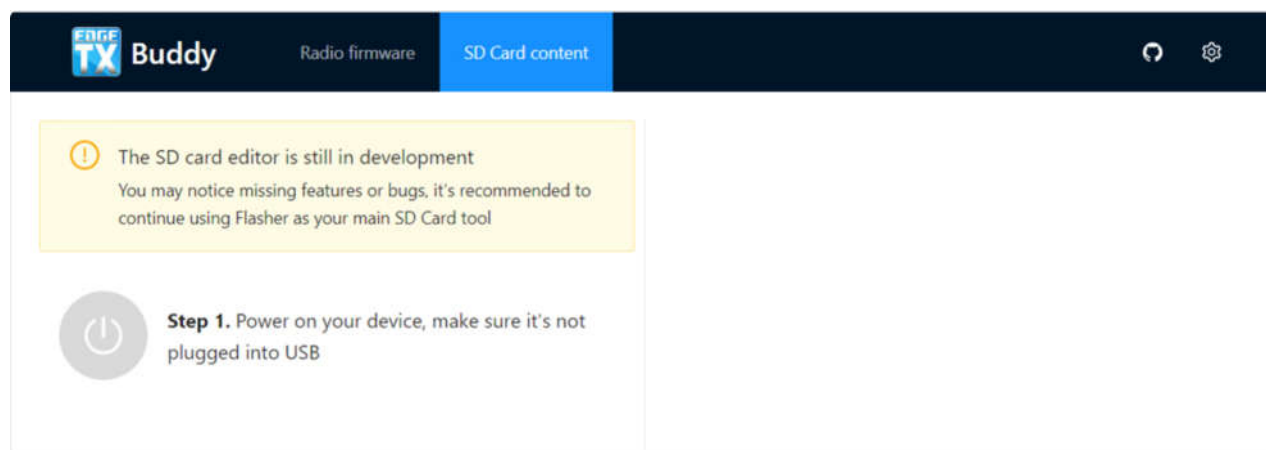 EDGE
TX Buddy
Radio firmware
SD Card content
The SD card editor is still in development
You may notice missing features or bugs, it's recommended to
continue using Flasher as your main SD Card tool
Step 1. Power on your device, make sure it's not
plugged into USB